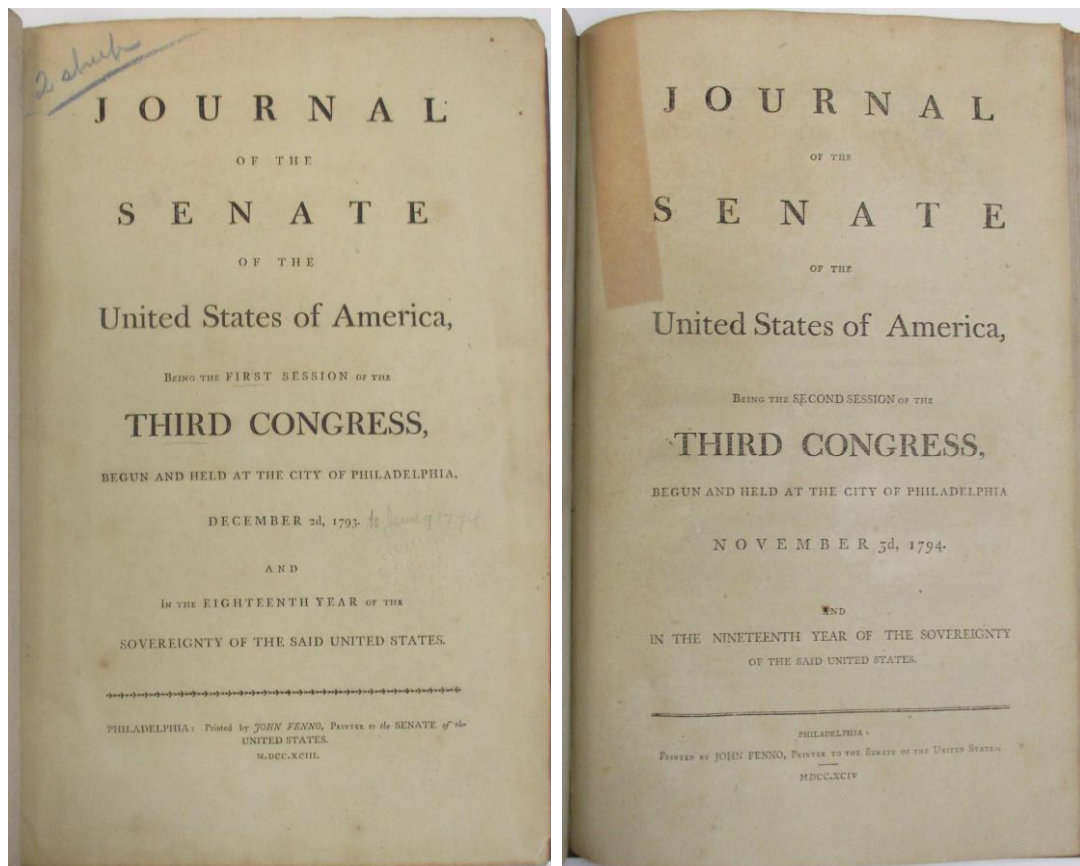 2 sheep
JOURNAL
OF THE
SENATE
OF THE
United States of America,
BEING THE FIRST SESSION OF THE
THIRD CONGRESS,
BEGUN AND HELD AT THE CITY OF PHILADELPHIA,
DECEMBER 2d, 1793. to June 9 1794
AND
IN THE EIGHTEENTH YEAR OF THE
SOVEREIGNTY OF THE SAID UNITED STATES.
PHILADELPHIA: Printed by JOHN FENNO, PRINTER to the SENATE of the
UNITED STATES.
M.DCC.XCIII.
JOURNAL
OF THE
SENATE
OF THE
United States of America,
BEING THE SECOND SESSION OF THE
THIRD CONGRESS,
BEGUN AND HELD AT THE CITY OF PHILADELPHIA
NOVEMBER 3d, 1794.
AND
IN THE NINETEENTH YEAR OF THE SOVEREIGNTY
OF THE SAID UNITED STATES.
PHILADELPHIA:
PRINTED BY JOHN FENNO, PRINTER TO THE SENATE OF THE UNITED STATES.
MDCC.XCIV